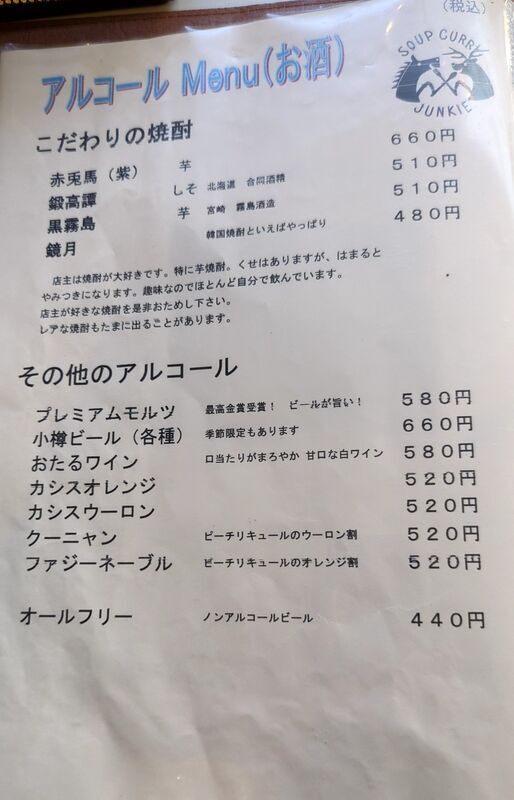 （税込）
SOUP CURRY
JUNKIE
アルコール Menu（お酒）
こだわりの焼酎
赤兎馬（紫） 芋 ６６０円
鍛高譚 しそ 北海道 合同酒精 ５１０円
黒霧島 芋 宮崎 霧島酒造 ５１０円
鏡月 韓国焼酎といえばやっぱり ４８０円
店主は焼酎が大好きです。特に芋焼酎。くせはありますが、はまると
やみつきになります。趣味なのでほとんど自分で飲んでいます。
店主が好きな焼酎を是非おためし下さい。
レアな焼酎もたまに出ることがあります。
その他のアルコール
プレミアムモルツ 最高金賞受賞！ ビールが旨い！ ５８０円
小樽ビール（各種） 季節限定もあります ６６０円
おたるワイン 口当たりがまろやか 甘口な白ワイン ５８０円
カシスオレンジ ５２０円
カシスウーロン ５２０円
クーニャン ピーチリキュールのウーロン割 ５２０円
ファジーネーブル ピーチリキュールのオレンジ割 ５２０円
オールフリー ノンアルコールビール ４４０円